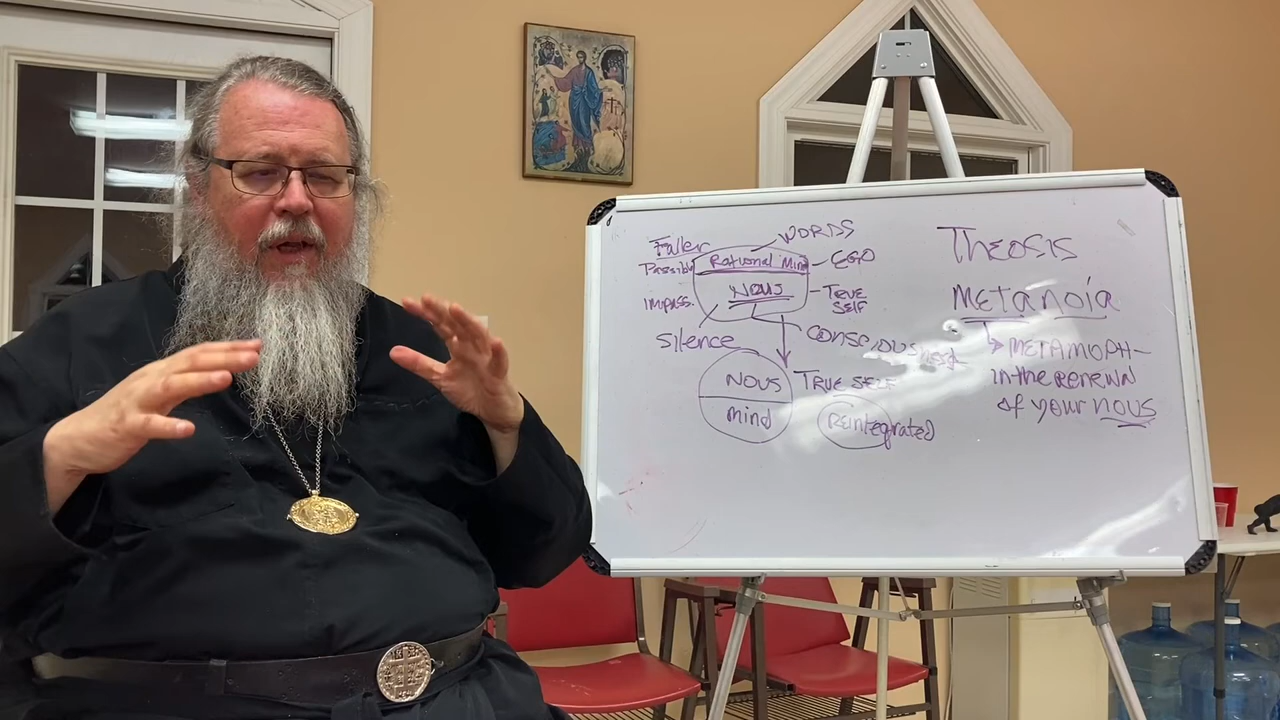 WORDS
Fallen
Rational Mind
EGO
Passible
NOUS
TRUE
SELF
IMPASS.
Silence
CONSCIOUSNESS
NOUS
TRUE SELF
mind
Reintegrated
THEOSIS
METANOIA
METAMORPH-
in the RENEWN
of your NOUS